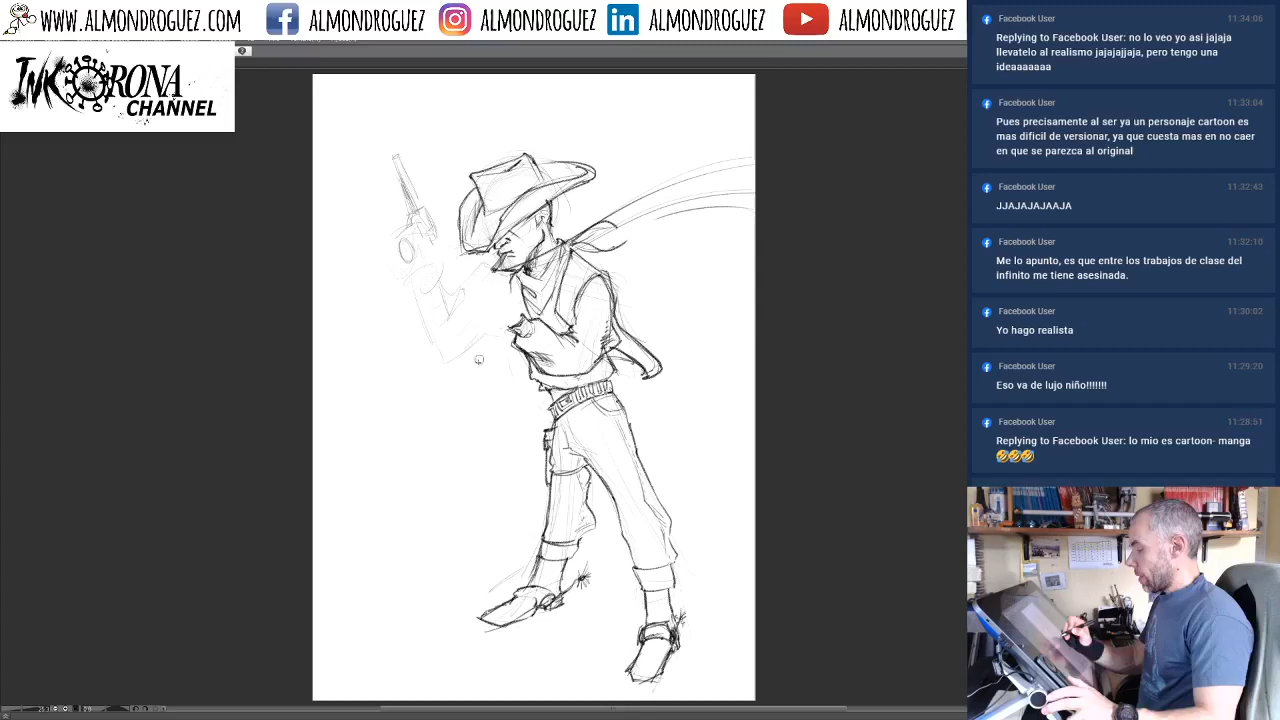 WWW.ALMONDROGUEZ.COM ALMONDROGUEZ ALMONDROGUEZ ALMONDROGUEZ ALMONDROGUEZ
INKORONA
CHANNEL
Facebook User 11:34:06
Replying to Facebook User: no lo veo yo asi jajaja
llevatelo al realismo jajajajjaja, pero tengo una
ideaaaaaaa
Facebook User 11:33:04
Pues precisamente al ser ya un personaje cartoon es
mas dificil de versionar, ya que cuesta mas en no caer
en que se parezca al original
Facebook User 11:32:43
JJAJAJAJAAJA
Facebook User 11:32:10
Me lo apunto, es que entre los trabajos de clase del
infinito me tiene asesinada.
Facebook User 11:30:02
Yo hago realista
Facebook User 11:29:20
Eso va de lujo niño!!!!!!!
Facebook User 11:28:51
Replying to Facebook User: lo mio es cartoon- manga
🤣🤣🤣